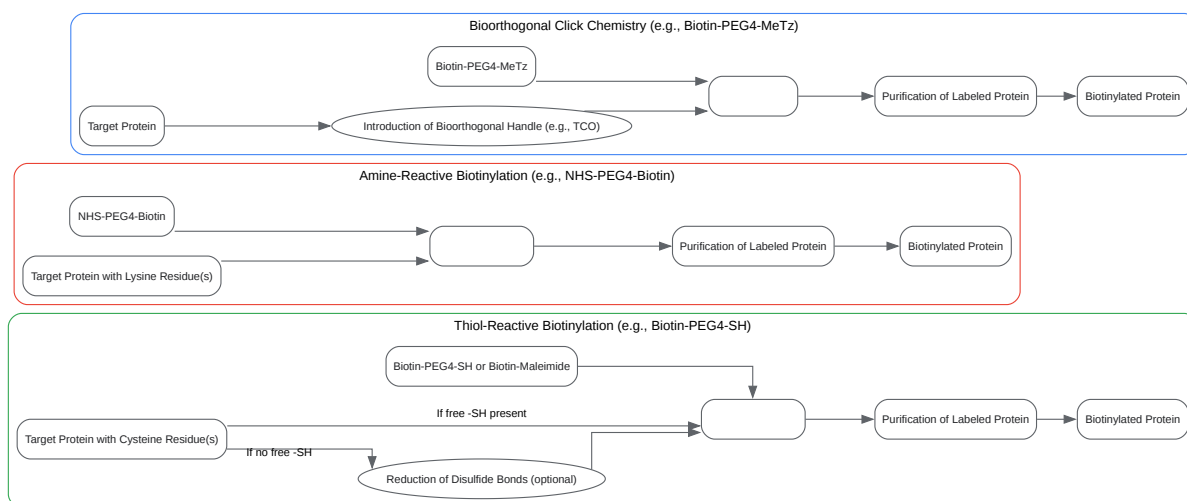 Bioorthogonal Click Chemistry (e.g., Biotin-PEG4-MeTz)
Biotin-PEG4-MeTz
Target Protein
Introduction of Bioorthogonal Handle (e.g., TCO)
Purification of Labeled Protein
Biotinylated Protein
Amine-Reactive Biotinylation (e.g., NHS-PEG4-Biotin)
NHS-PEG4-Biotin
Target Protein with Lysine Residue(s)
Purification of Labeled Protein
Biotinylated Protein
Thiol-Reactive Biotinylation (e.g., Biotin-PEG4-SH)
Biotin-PEG4-SH or Biotin-Maleimide
Target Protein with Cysteine Residue(s)
If free -SH present
If no free -SH
Reduction of Disulfide Bonds (optional)
Purification of Labeled Protein
Biotinylated Protein